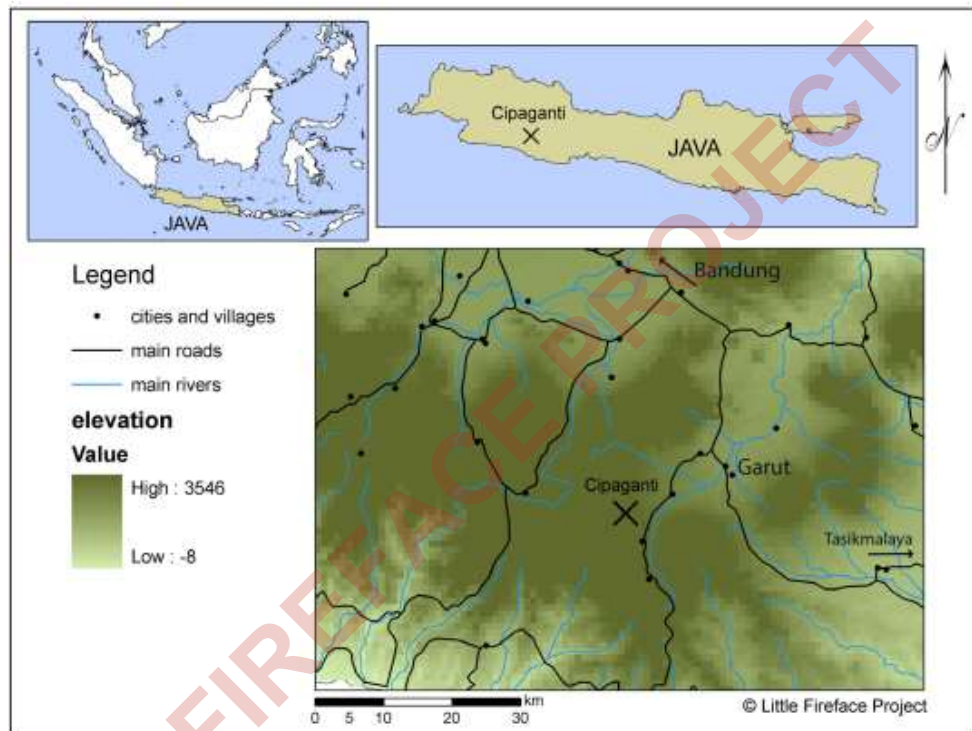 JAVA
Cipaganti
JAVA
N
Legend
cities and villages
main roads
main rivers
elevation
Value
High : 3546
Low : -8
Bandung
Garut
Cipaganti
Tasikmalaya
km
0 5 10 20 30
© Little Fireface Project
FIREFACE PROJECT